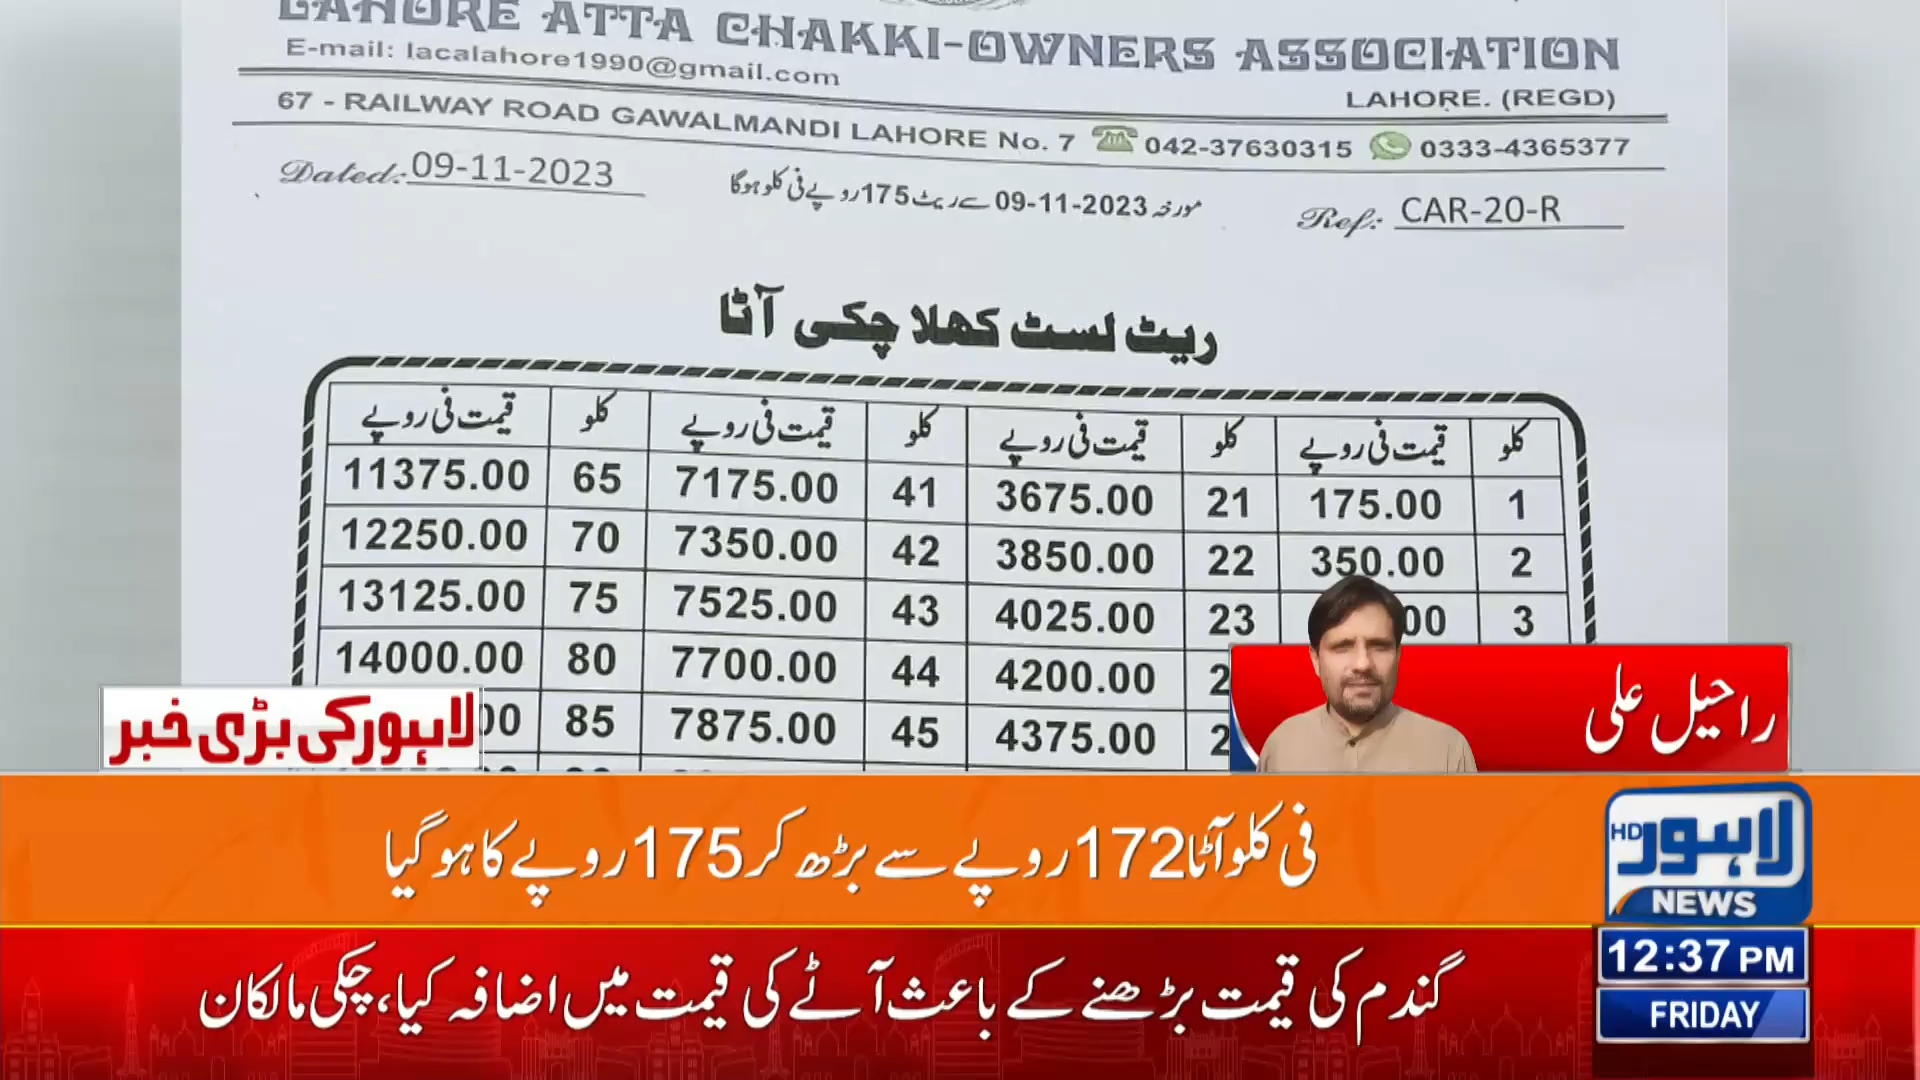 LAHORE ATTA CHAKKI-OWNERS ASSOCIATION
E-mail: lacalahore1990@gmail.com
LAHORE. (REGD)
67 - RAILWAY ROAD GAWALMANDI LAHORE No. 7 042-37630315 0333-4365377
Dated: 09-11-2023
مورخہ 09-11-2023 سے ریٹ 175 روپے فی کلو ہوگا
Ref: CAR-20-R
ریٹ لسٹ کھلا چکی آٹا
کلو قیمت فی روپے کلو قیمت فی روپے کلو قیمت فی روپے کلو قیمت فی روپے
1 175.00 21 3675.00 41 7175.00 65 11375.00
2 350.00 22 3850.00 42 7350.00 70 12250.00
3 23 4025.00 43 7525.00 75 13125.00
4200.00 44 7700.00 80 14000.00
4375.00 45 7875.00 85
راحیل علی
لاہور کی بڑی خبر
فی کلو آٹا 172 روپے سے بڑھ کر 175 روپے کا ہو گیا
گندم کی قیمت بڑھنے کے باعث آٹے کی قیمت میں اضافہ کیا، چکی مالکان
لاہور HD
NEWS
12:37 PM
FRIDAY